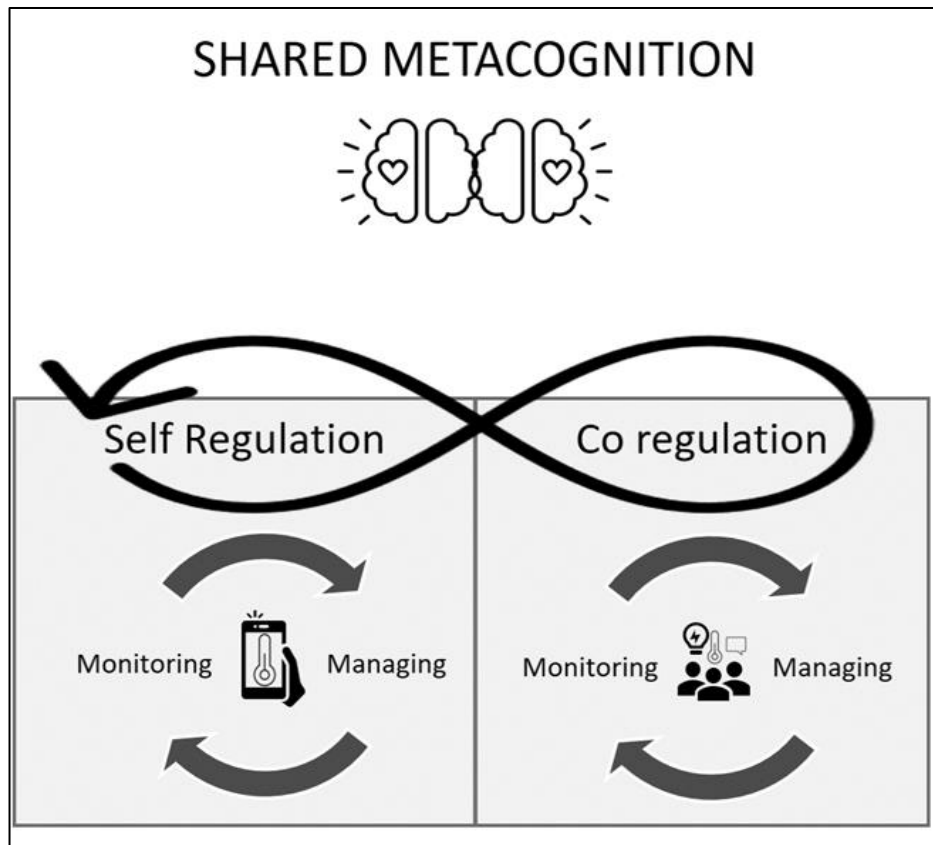 SHARED METACOGNITION
Self Regulation
Co regulation
Monitoring
Managing
Monitoring
Managing